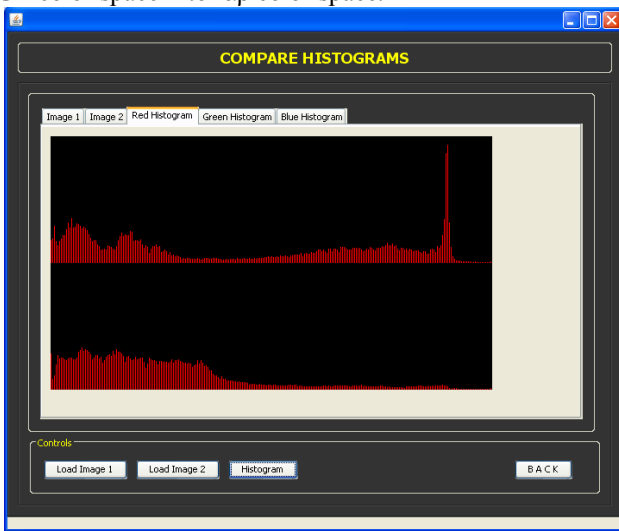 COMPARE HISTOGRAMS
Image 1 Image 2 Red Histogram Green Histogram Blue Histogram
Controls
Load Image 1 Load Image 2 Histogram BACK